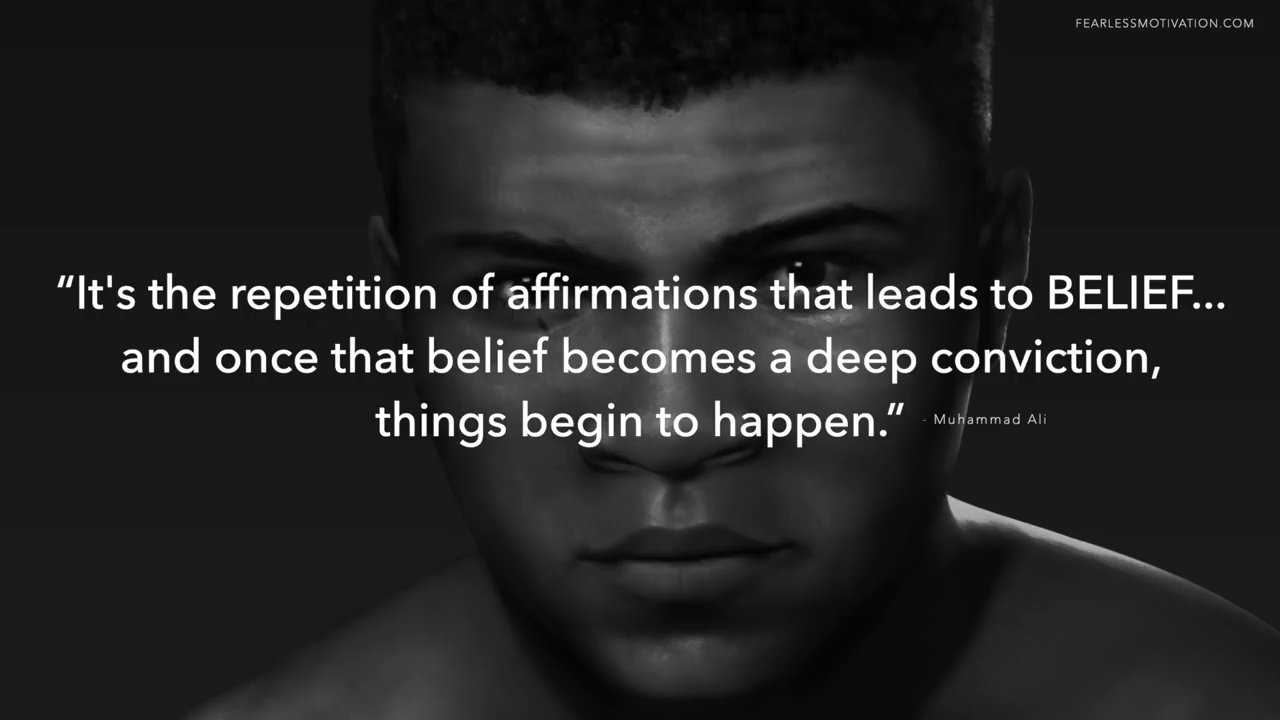 FEARLESSMOTIVATION.COM
“It's the repetition of affirmations that leads to BELIEF...
and once that belief becomes a deep conviction,
things begin to happen.” - Muhammad Ali